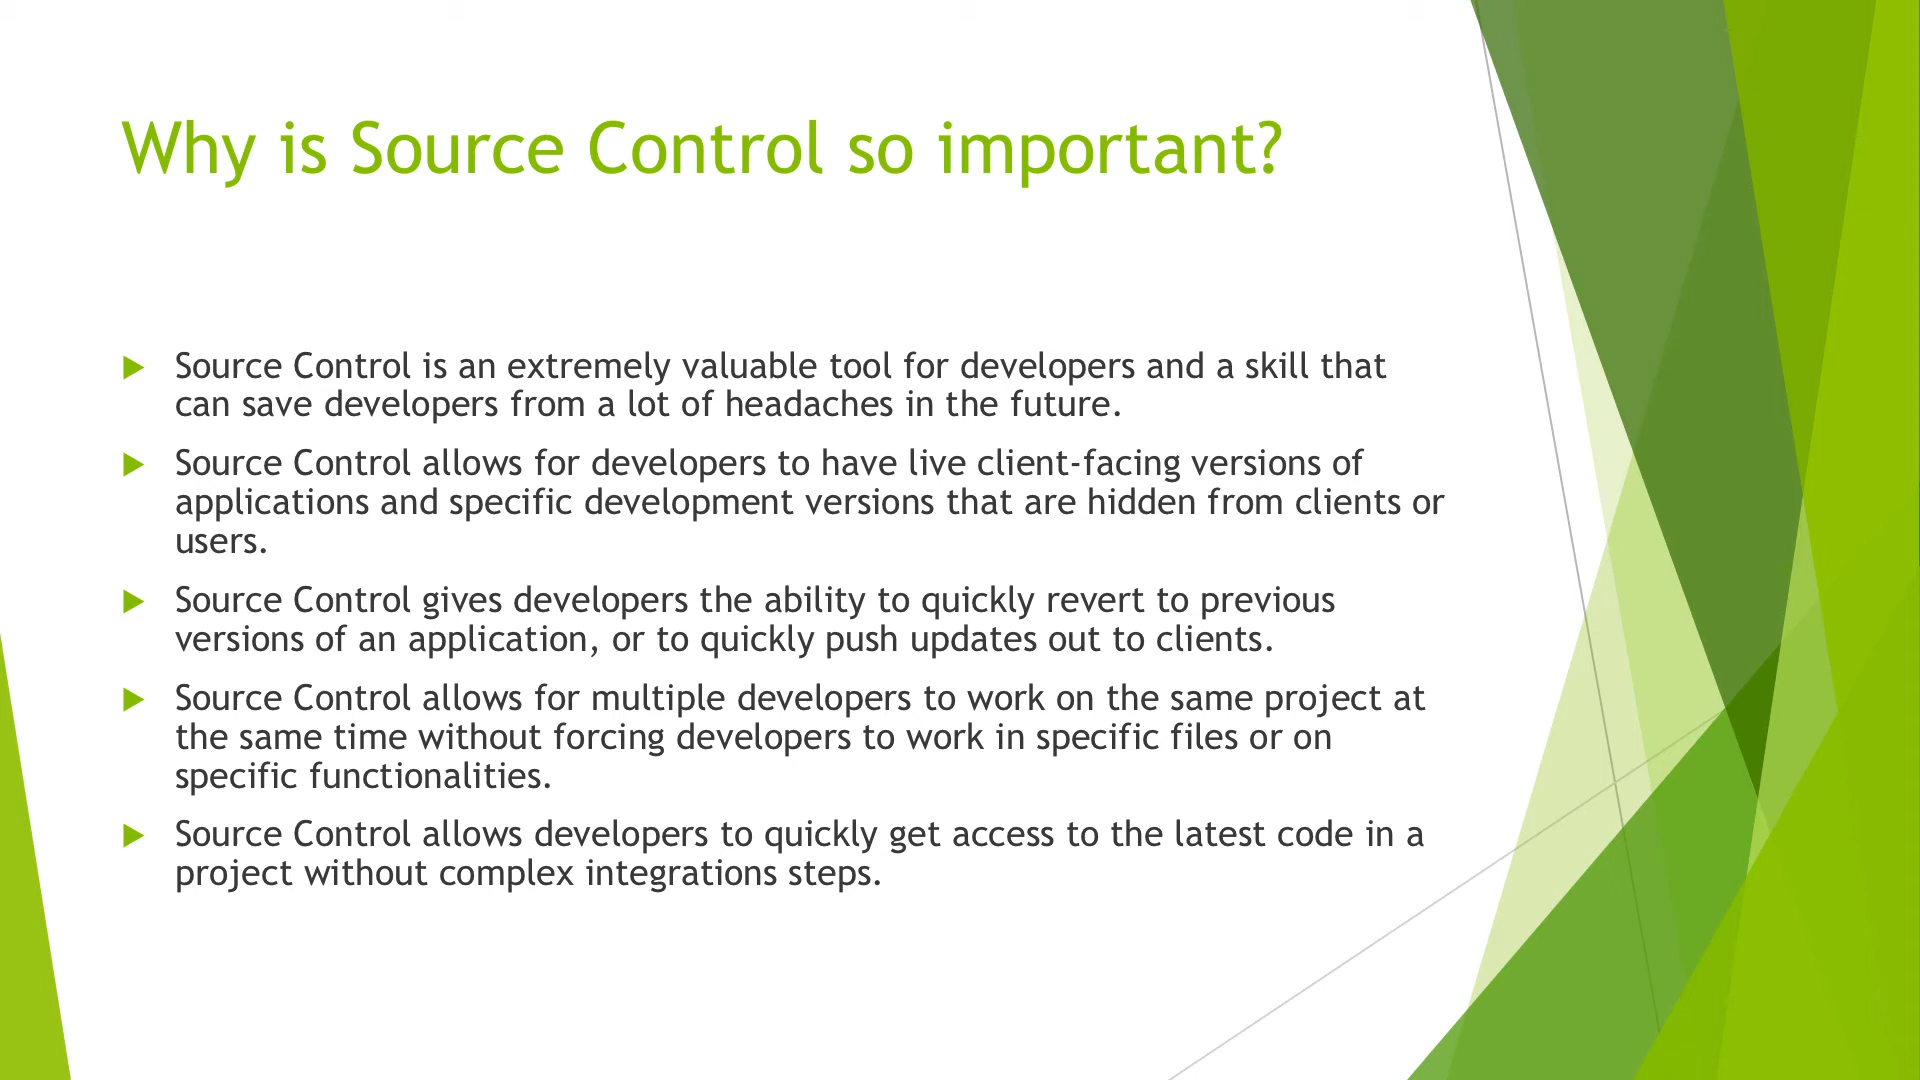 Why is Source Control so important?
Source Control is an extremely valuable tool for developers and a skill that
can save developers from a lot of headaches in the future.
Source Control allows for developers to have live client-facing versions of
applications and specific development versions that are hidden from clients or
users.
Source Control gives developers the ability to quickly revert to previous
versions of an application, or to quickly push updates out to clients.
Source Control allows for multiple developers to work on the same project at
the same time without forcing developers to work in specific files or on
specific functionalities.
Source Control allows developers to quickly get access to the latest code in a
project without complex integrations steps.